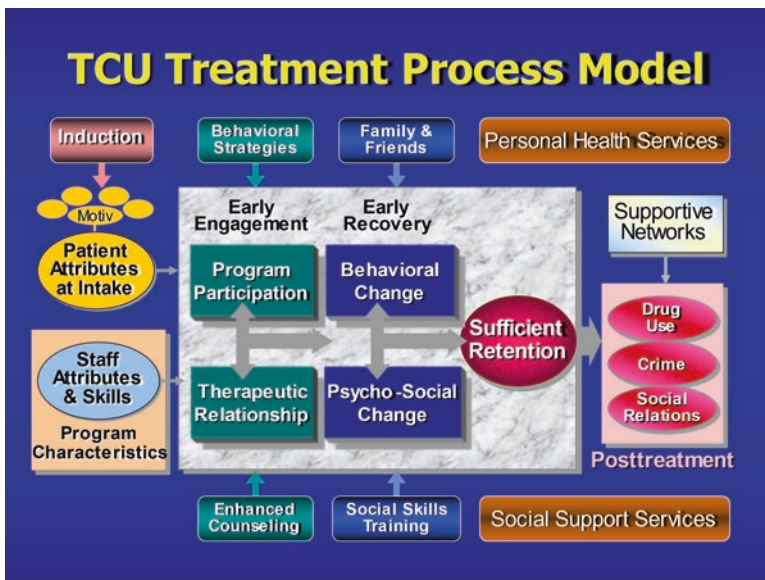 TCU Treatment Process Model
Induction
Behavioral
Strategies
Family &
Friends
Personal Health Services
Motiv
Patient
Attributes
at Intake
Early
Engagement
Early
Recovery
Supportive
Networks
Program
Participation
Behavioral
Change
Sufficient
Retention
Drug
Use
Crime
Social
Relations
Posttreatment
Staff
Attributes
& Skills
Program
Characteristics
Therapeutic
Relationship
Psycho-Social
Change
Enhanced
Counseling
Social Skills
Training
Social Support Services